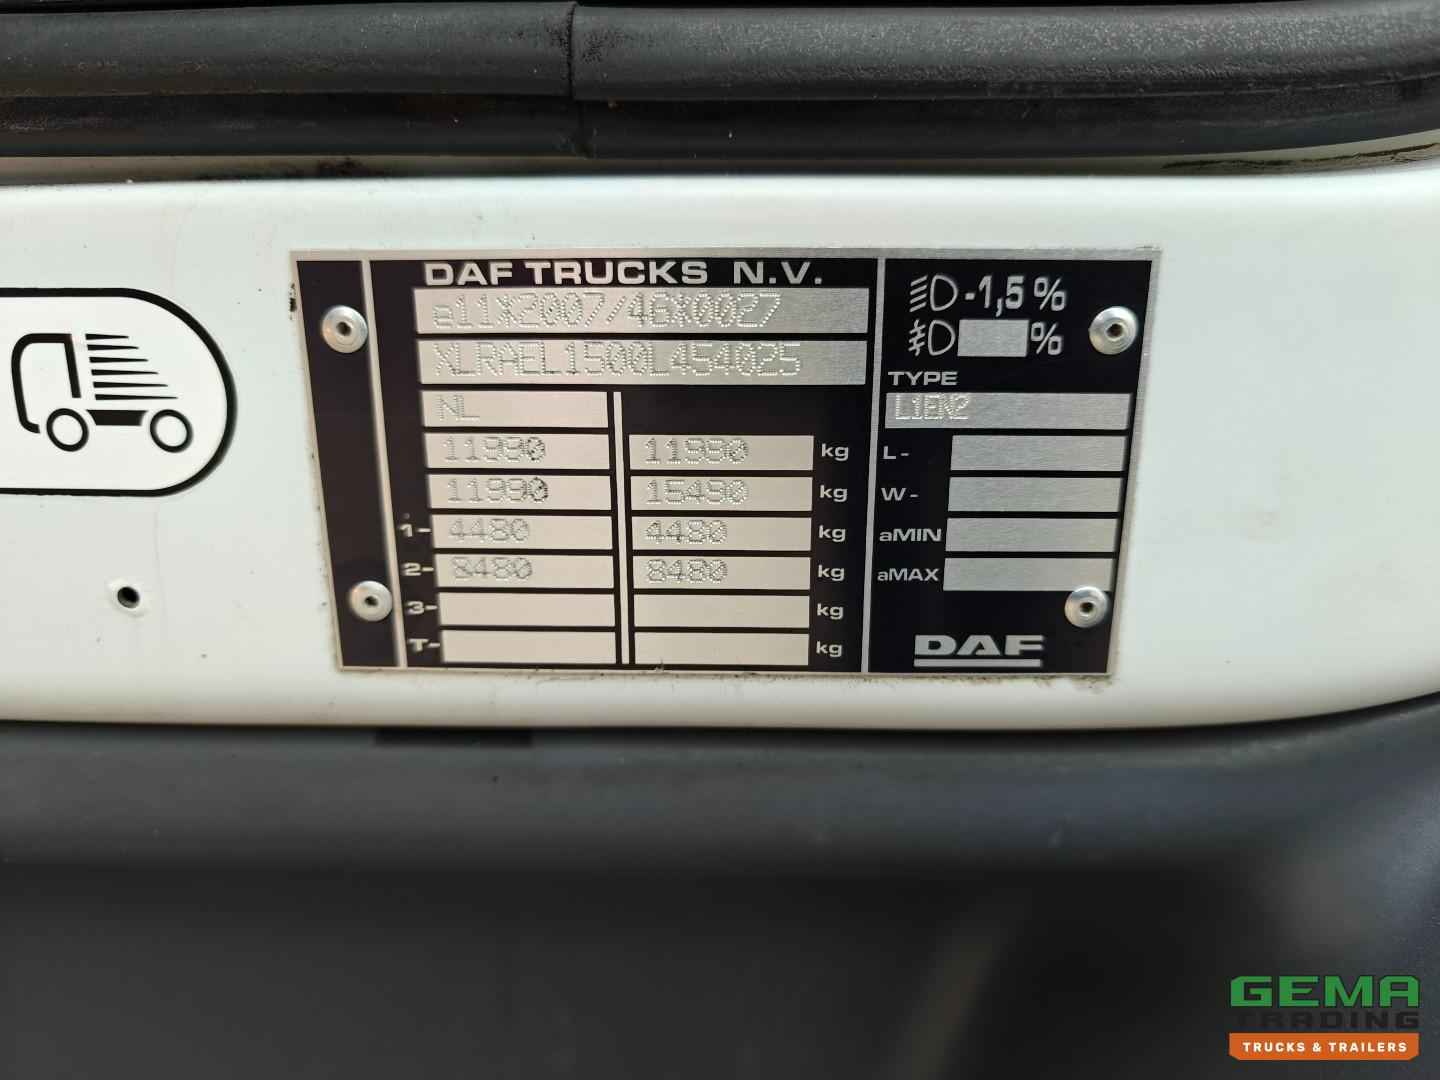 DAF TRUCKS N.V.
e11X2007/46X0027
XLRAEL1500L454025
NL
11990 11990 kg
11990 15490 kg
1- 4480 4480 kg
2- 8480 8480 kg
3- kg
T- kg
-1,5 %
%
TYPE
L1EN2
L-
W-
aMIN
aMAX
DAF
GEMA
TRADING
TRUCKS & TRAILERS